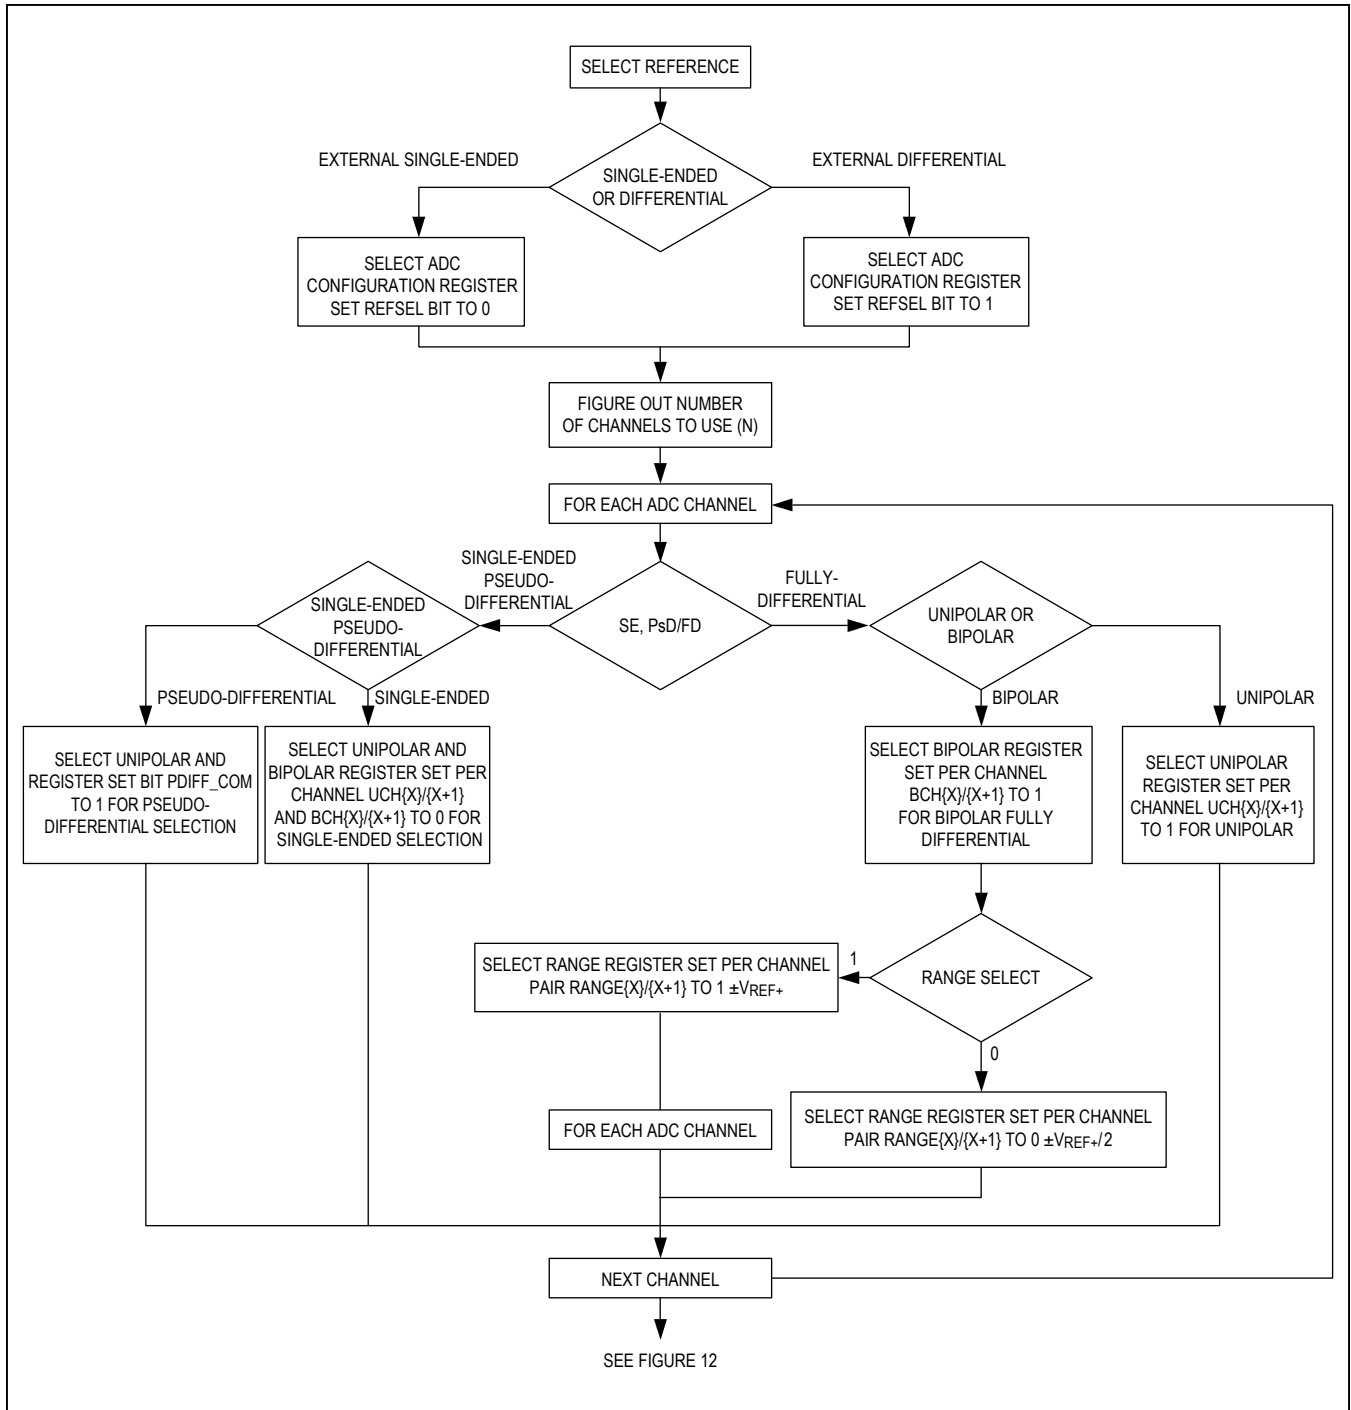 SELECT REFERENCE
EXTERNAL SINGLE-ENDED
EXTERNAL DIFFERENTIAL
SINGLE-ENDED
OR DIFFERENTIAL
SELECT ADC
CONFIGURATION REGISTER
SET REFSEL BIT TO 0
SELECT ADC
CONFIGURATION REGISTER
SET REFSEL BIT TO 1
FIGURE OUT NUMBER
OF CHANNELS TO USE (N)
FOR EACH ADC CHANNEL
SINGLE-ENDED
PSEUDO-
DIFFERENTIAL
FULLY-
DIFFERENTIAL
SINGLE-ENDED
PSEUDO-
DIFFERENTIAL
SE, PsD/FD
UNIPOLAR OR
BIPOLAR
PSEUDO-DIFFERENTIAL
SINGLE-ENDED
BIPOLAR
UNIPOLAR
SELECT UNIPOLAR AND
REGISTER SET BIT PDIFF_COM
TO 1 FOR PSEUDO-
DIFFERENTIAL SELECTION
SELECT UNIPOLAR AND
BIPOLAR REGISTER SET PER
CHANNEL UCH{X}/{X+1}
AND BCH{X}/{X+1} TO 0 FOR
SINGLE-ENDED SELECTION
SELECT BIPOLAR REGISTER
SET PER CHANNEL
BCH{X}/{X+1} TO 1
FOR BIPOLAR FULLY
DIFFERENTIAL
SELECT UNIPOLAR
REGISTER SET PER
CHANNEL UCH{X}/{X+1}
TO 1 FOR UNIPOLAR
SELECT RANGE REGISTER SET PER CHANNEL
PAIR RANGE{X}/{X+1} TO 1 ±VREF+
1
RANGE SELECT
0
FOR EACH ADC CHANNEL
SELECT RANGE REGISTER SET PER CHANNEL
PAIR RANGE{X}/{X+1} TO 0 ±VREF+/2
NEXT CHANNEL
SEE FIGURE 12